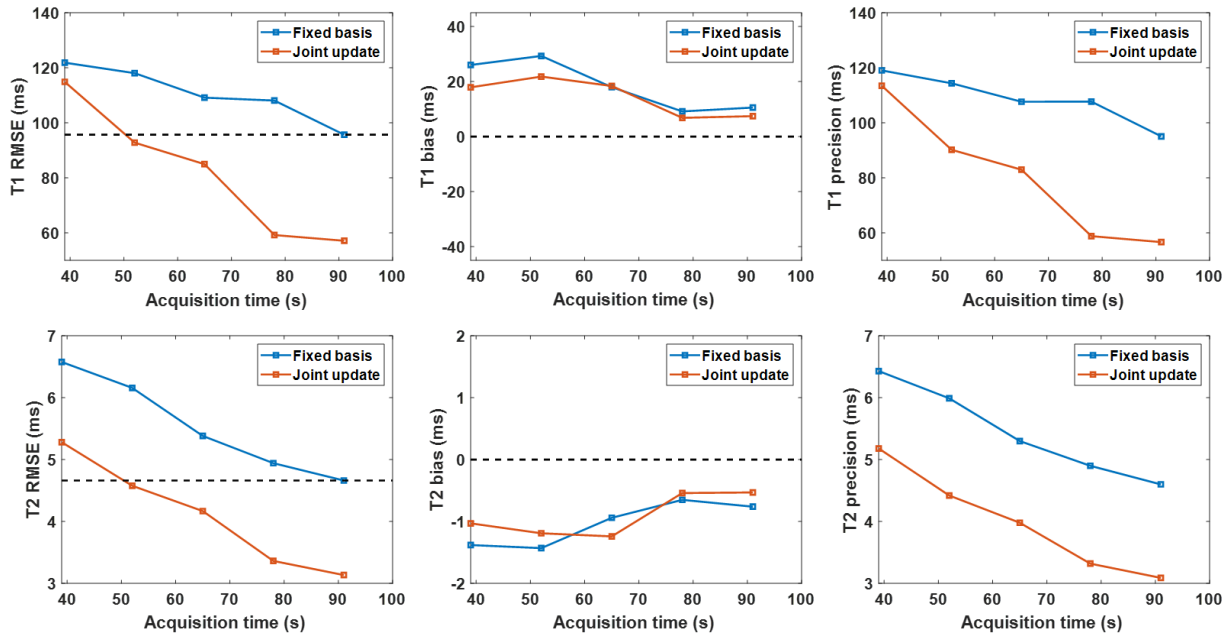 T1 RMSE (ms)
140
120
100
80
60
40 50 60 70 80 90 100
Acquisition time (s)
Fixed basis
Joint update
T1 bias (ms)
40
20
0
-20
-40
40 50 60 70 80 90 100
Acquisition time (s)
Fixed basis
Joint update
T1 precision (ms)
140
120
100
80
60
40 50 60 70 80 90 100
Acquisition time (s)
Fixed basis
Joint update
T2 RMSE (ms)
7
6
5
4
3
40 50 60 70 80 90 100
Acquisition time (s)
Fixed basis
Joint update
T2 bias (ms)
2
1
0
-1
-2
40 50 60 70 80 90 100
Acquisition time (s)
Fixed basis
Joint update
T2 precision (ms)
7
6
5
4
3
40 50 60 70 80 90 100
Acquisition time (s)
Fixed basis
Joint update